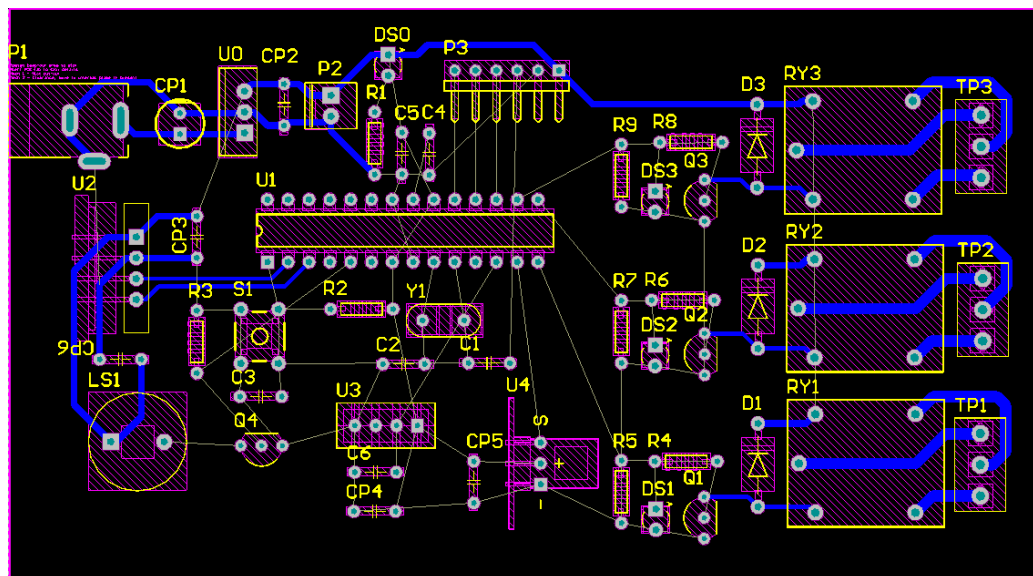 P1
CP1
U0
CP2
P2
DS0
P3
R1
C5
C4
U2
U1
CP3
R3
S1
R2
Y1
C2
C1
C3
CP6
LS1
Q4
U3
U4
C6
CP4
CP5
S
+
-
R9
R8
DS3
Q3
D3
RY3
TP3
R7
R6
DS2
Q2
D2
RY2
TP2
R5
R4
DS1
Q1
D1
RY1
TP1